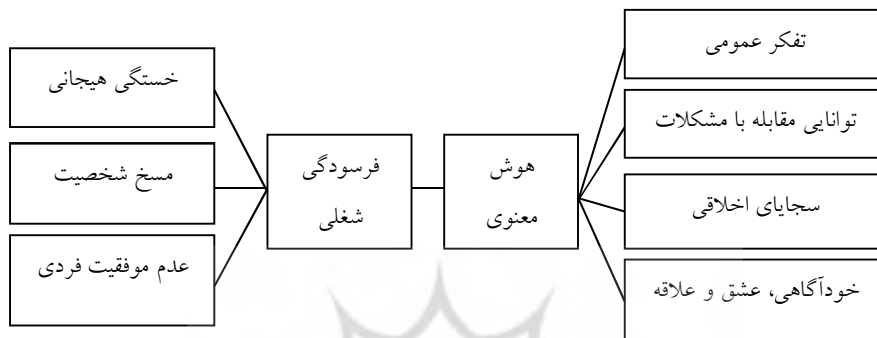 تفکر عمومی
توانایی مقابله با مشکلات
سجایای اخلاقی
خودآگاهی، عشق و علاقه
هوش
معنوی
فرسودگی
شغلی
خستگی هیجانی
مسخ شخصیت
عدم موفقیت فردی